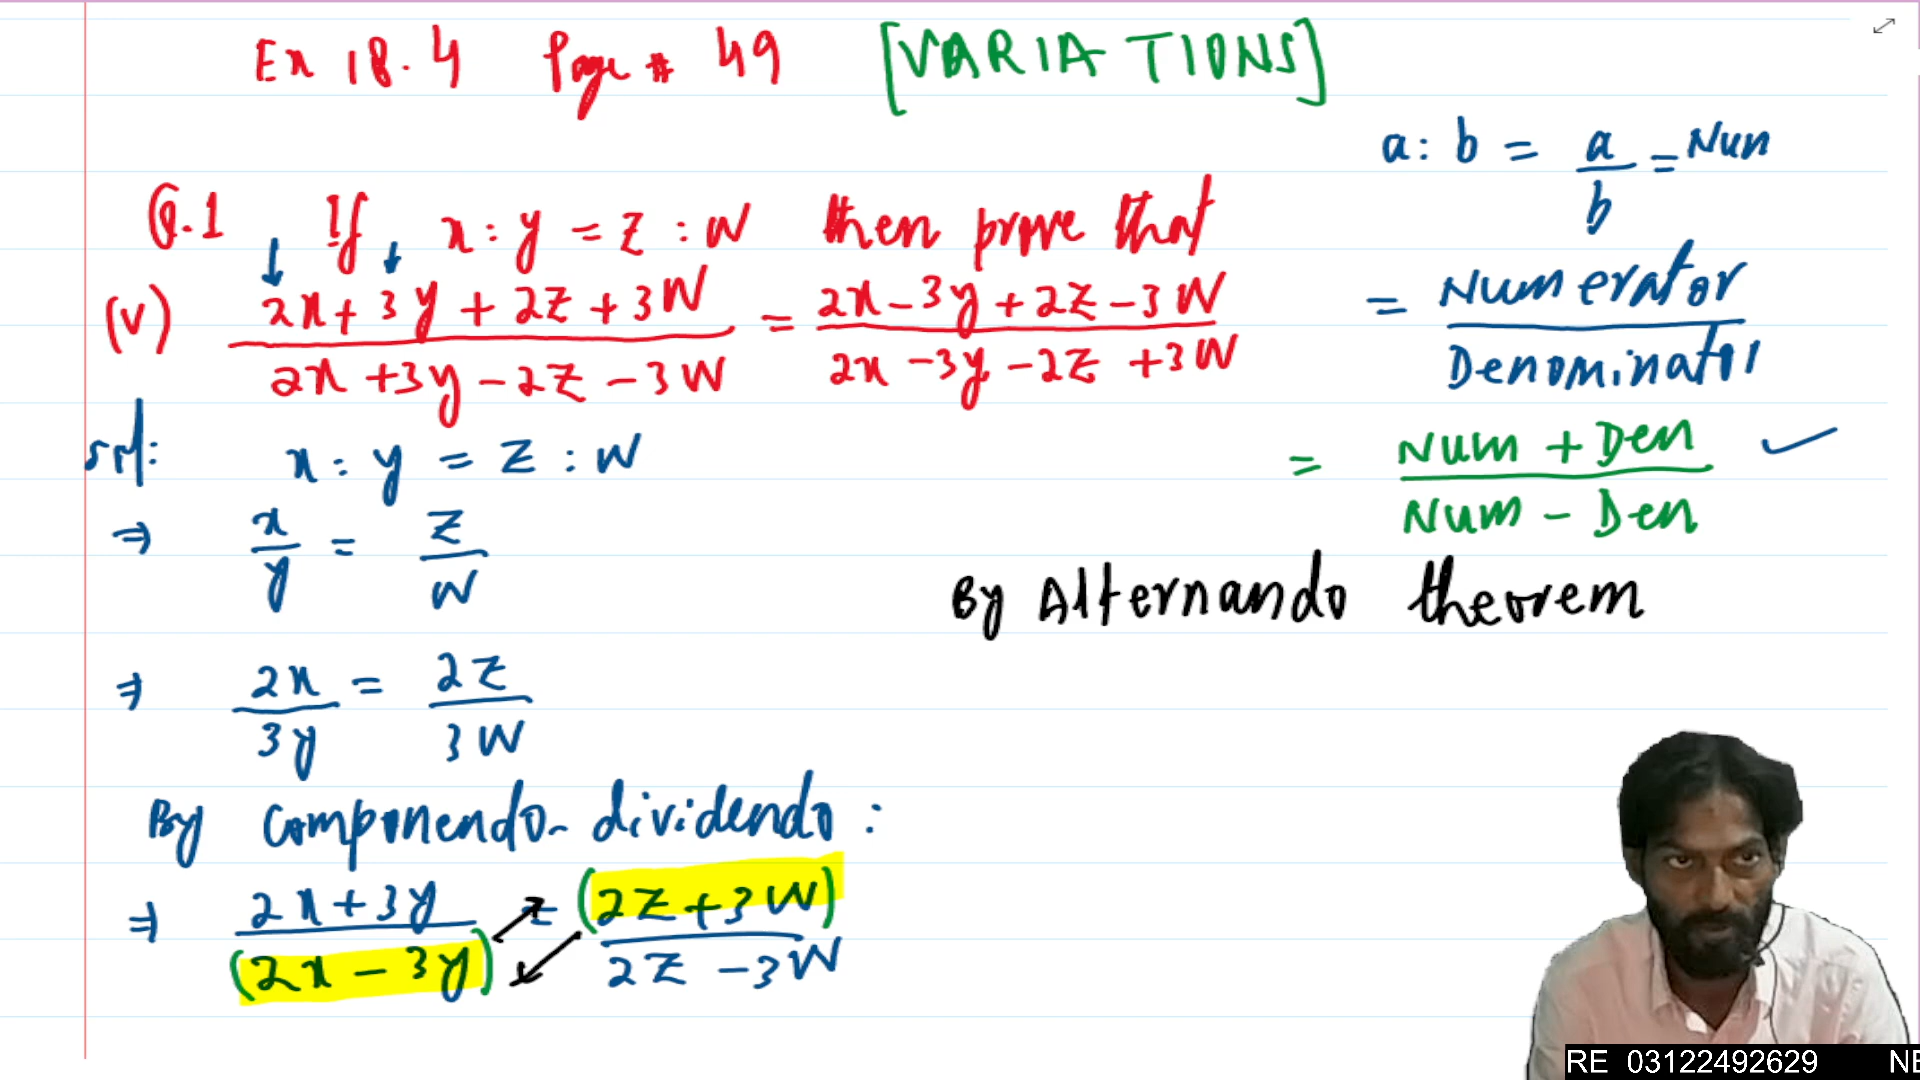 Ex 18.4 Page # 49 [VARIATIONS]
a : b = a/b = Num
Q.1 If x : y = z : w then prove that
(v) (2x + 3y + 2z + 3w)/(2x + 3y - 2z - 3w) = (2x - 3y + 2z - 3w)/(2x - 3y - 2z + 3w)
= Numerator/Denominator
Sol: x : y = z : w
= (Num + Den)/(Num - Den) ✓
⇒ x/y = z/w
By Alternando theorem
⇒ 2x/3y = 2z/3w
By Componendo-dividendo :
⇒ (2x + 3y)/(2x - 3y) = (2z + 3w)/(2z - 3w)
RE 03122492629 NE